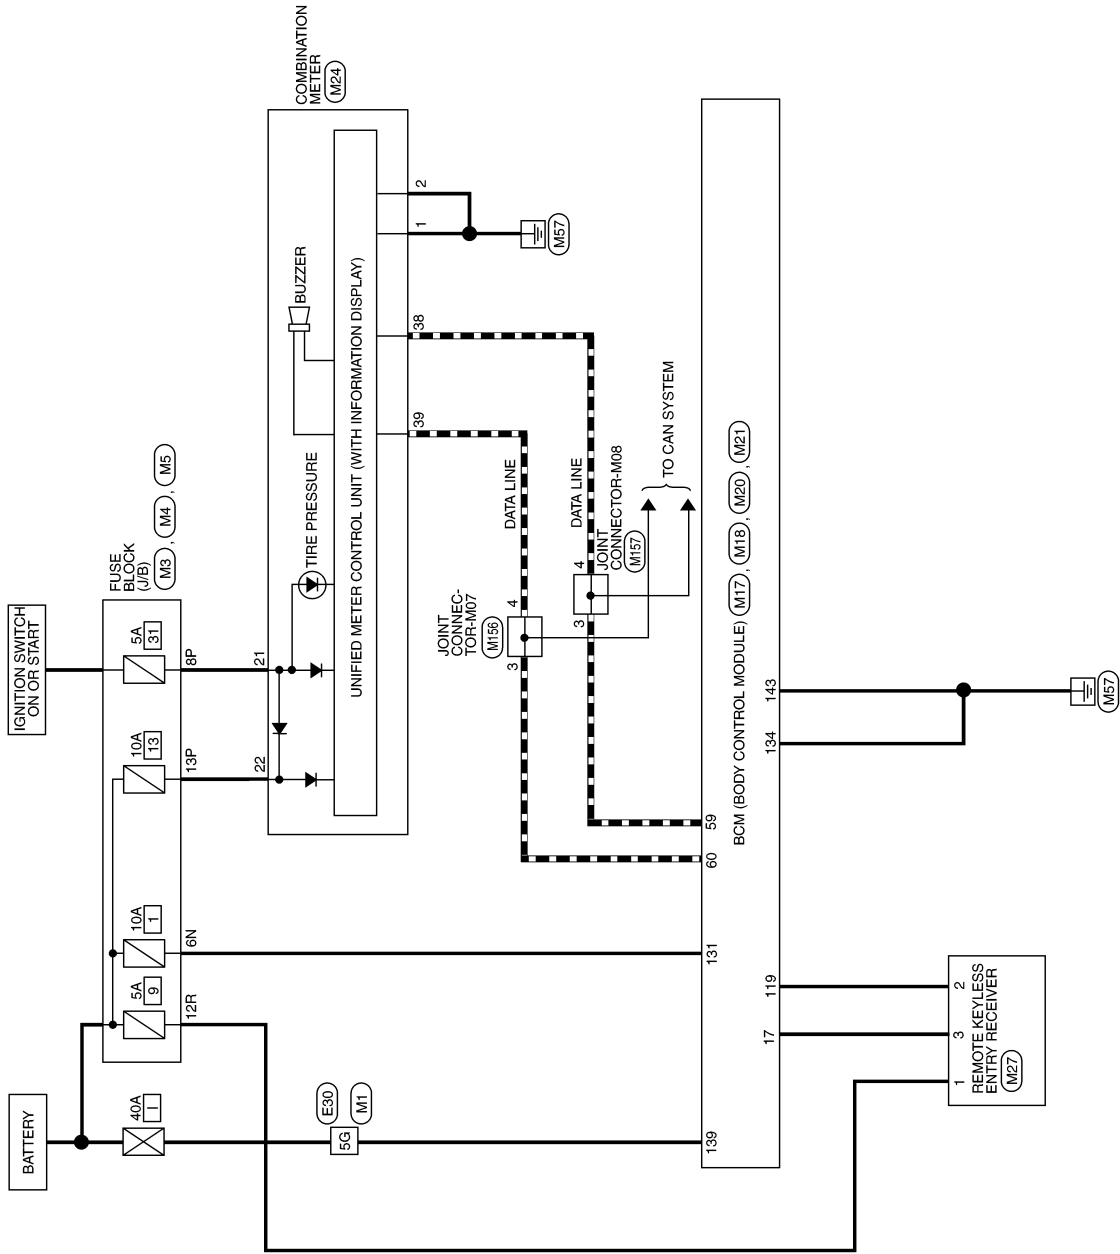 BATTERY
40A
I
E30
M1
5G
IGNITION SWITCH
ON OR START
FUSE
BLOCK
(J/B)
M3 , M4 , M5
5A
9
10A
1
10A
13
5A
31
12R
6N
13P
8P
22
21
COMBINATION
METER
M24
TIRE PRESSURE
BUZZER
UNIFIED METER CONTROL UNIT (WITH INFORMATION DISPLAY)
39
38
1
2
M57
DATA LINE
DATA LINE
JOINT
CONNEC-
TOR-M07
M156
3
4
JOINT
CONNECTOR-M08
M157
3
4
TO CAN SYSTEM
139
131
60
59
BCM (BODY CONTROL MODULE) M17 , M18 , M20 , M21
17
119
134
143
M57
1
3
2
REMOTE KEYLESS
ENTRY RECEIVER
M27